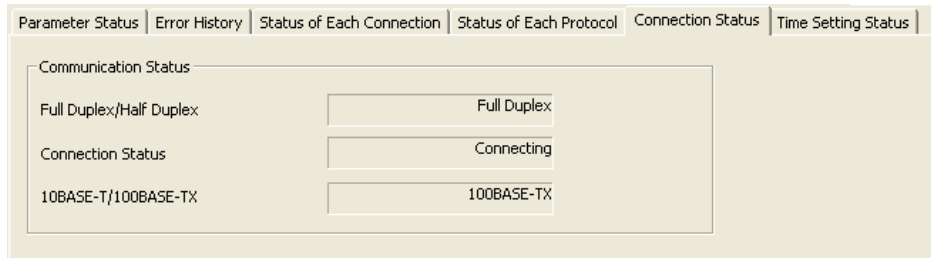 Parameter Status Error History Status of Each Connection Status of Each Protocol Connection Status Time Setting Status
Communication Status
Full Duplex/Half Duplex Full Duplex
Connection Status Connecting
10BASE-T/100BASE-TX 100BASE-TX